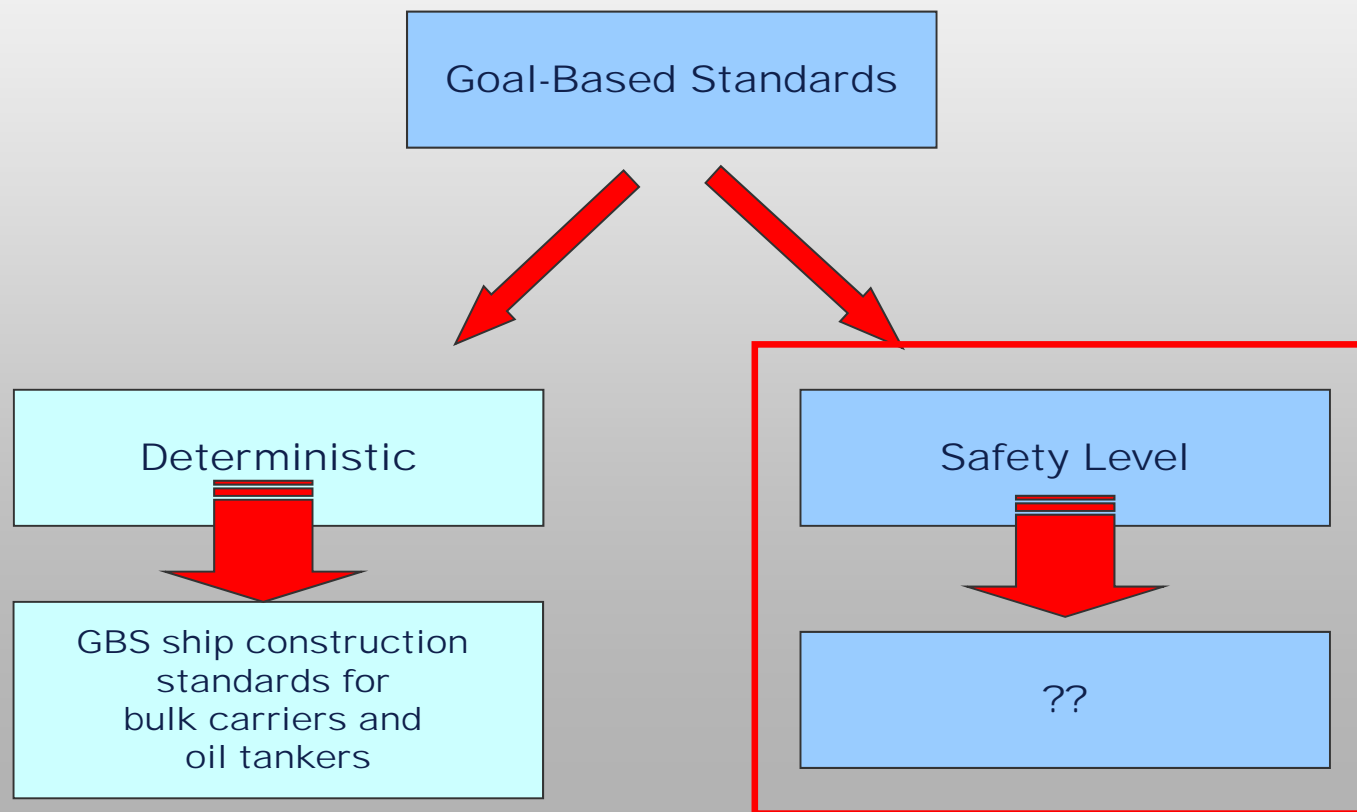 Goal-Based Standards
Deterministic
Safety Level
GBS ship construction
standards for
bulk carriers and
oil tankers
??